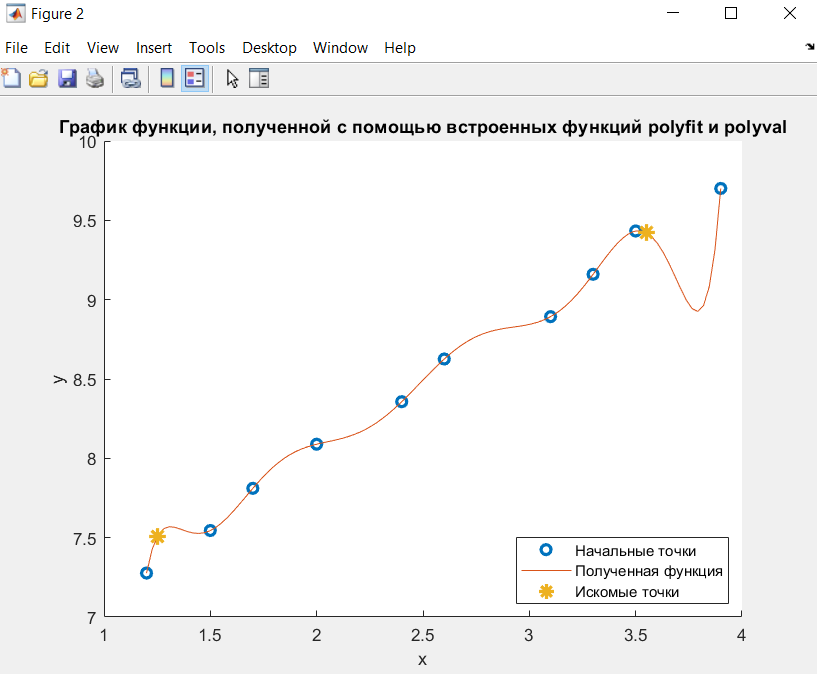 Figure 2
File Edit View Insert Tools Desktop Window Help
График функции, полученной с помощью встроенных функций polyfit и polyval
10
9.5
9
8.5
8
7.5
7
y
1 1.5 2 2.5 3 3.5 4
x
Начальные точки
Полученная функция
Искомые точки